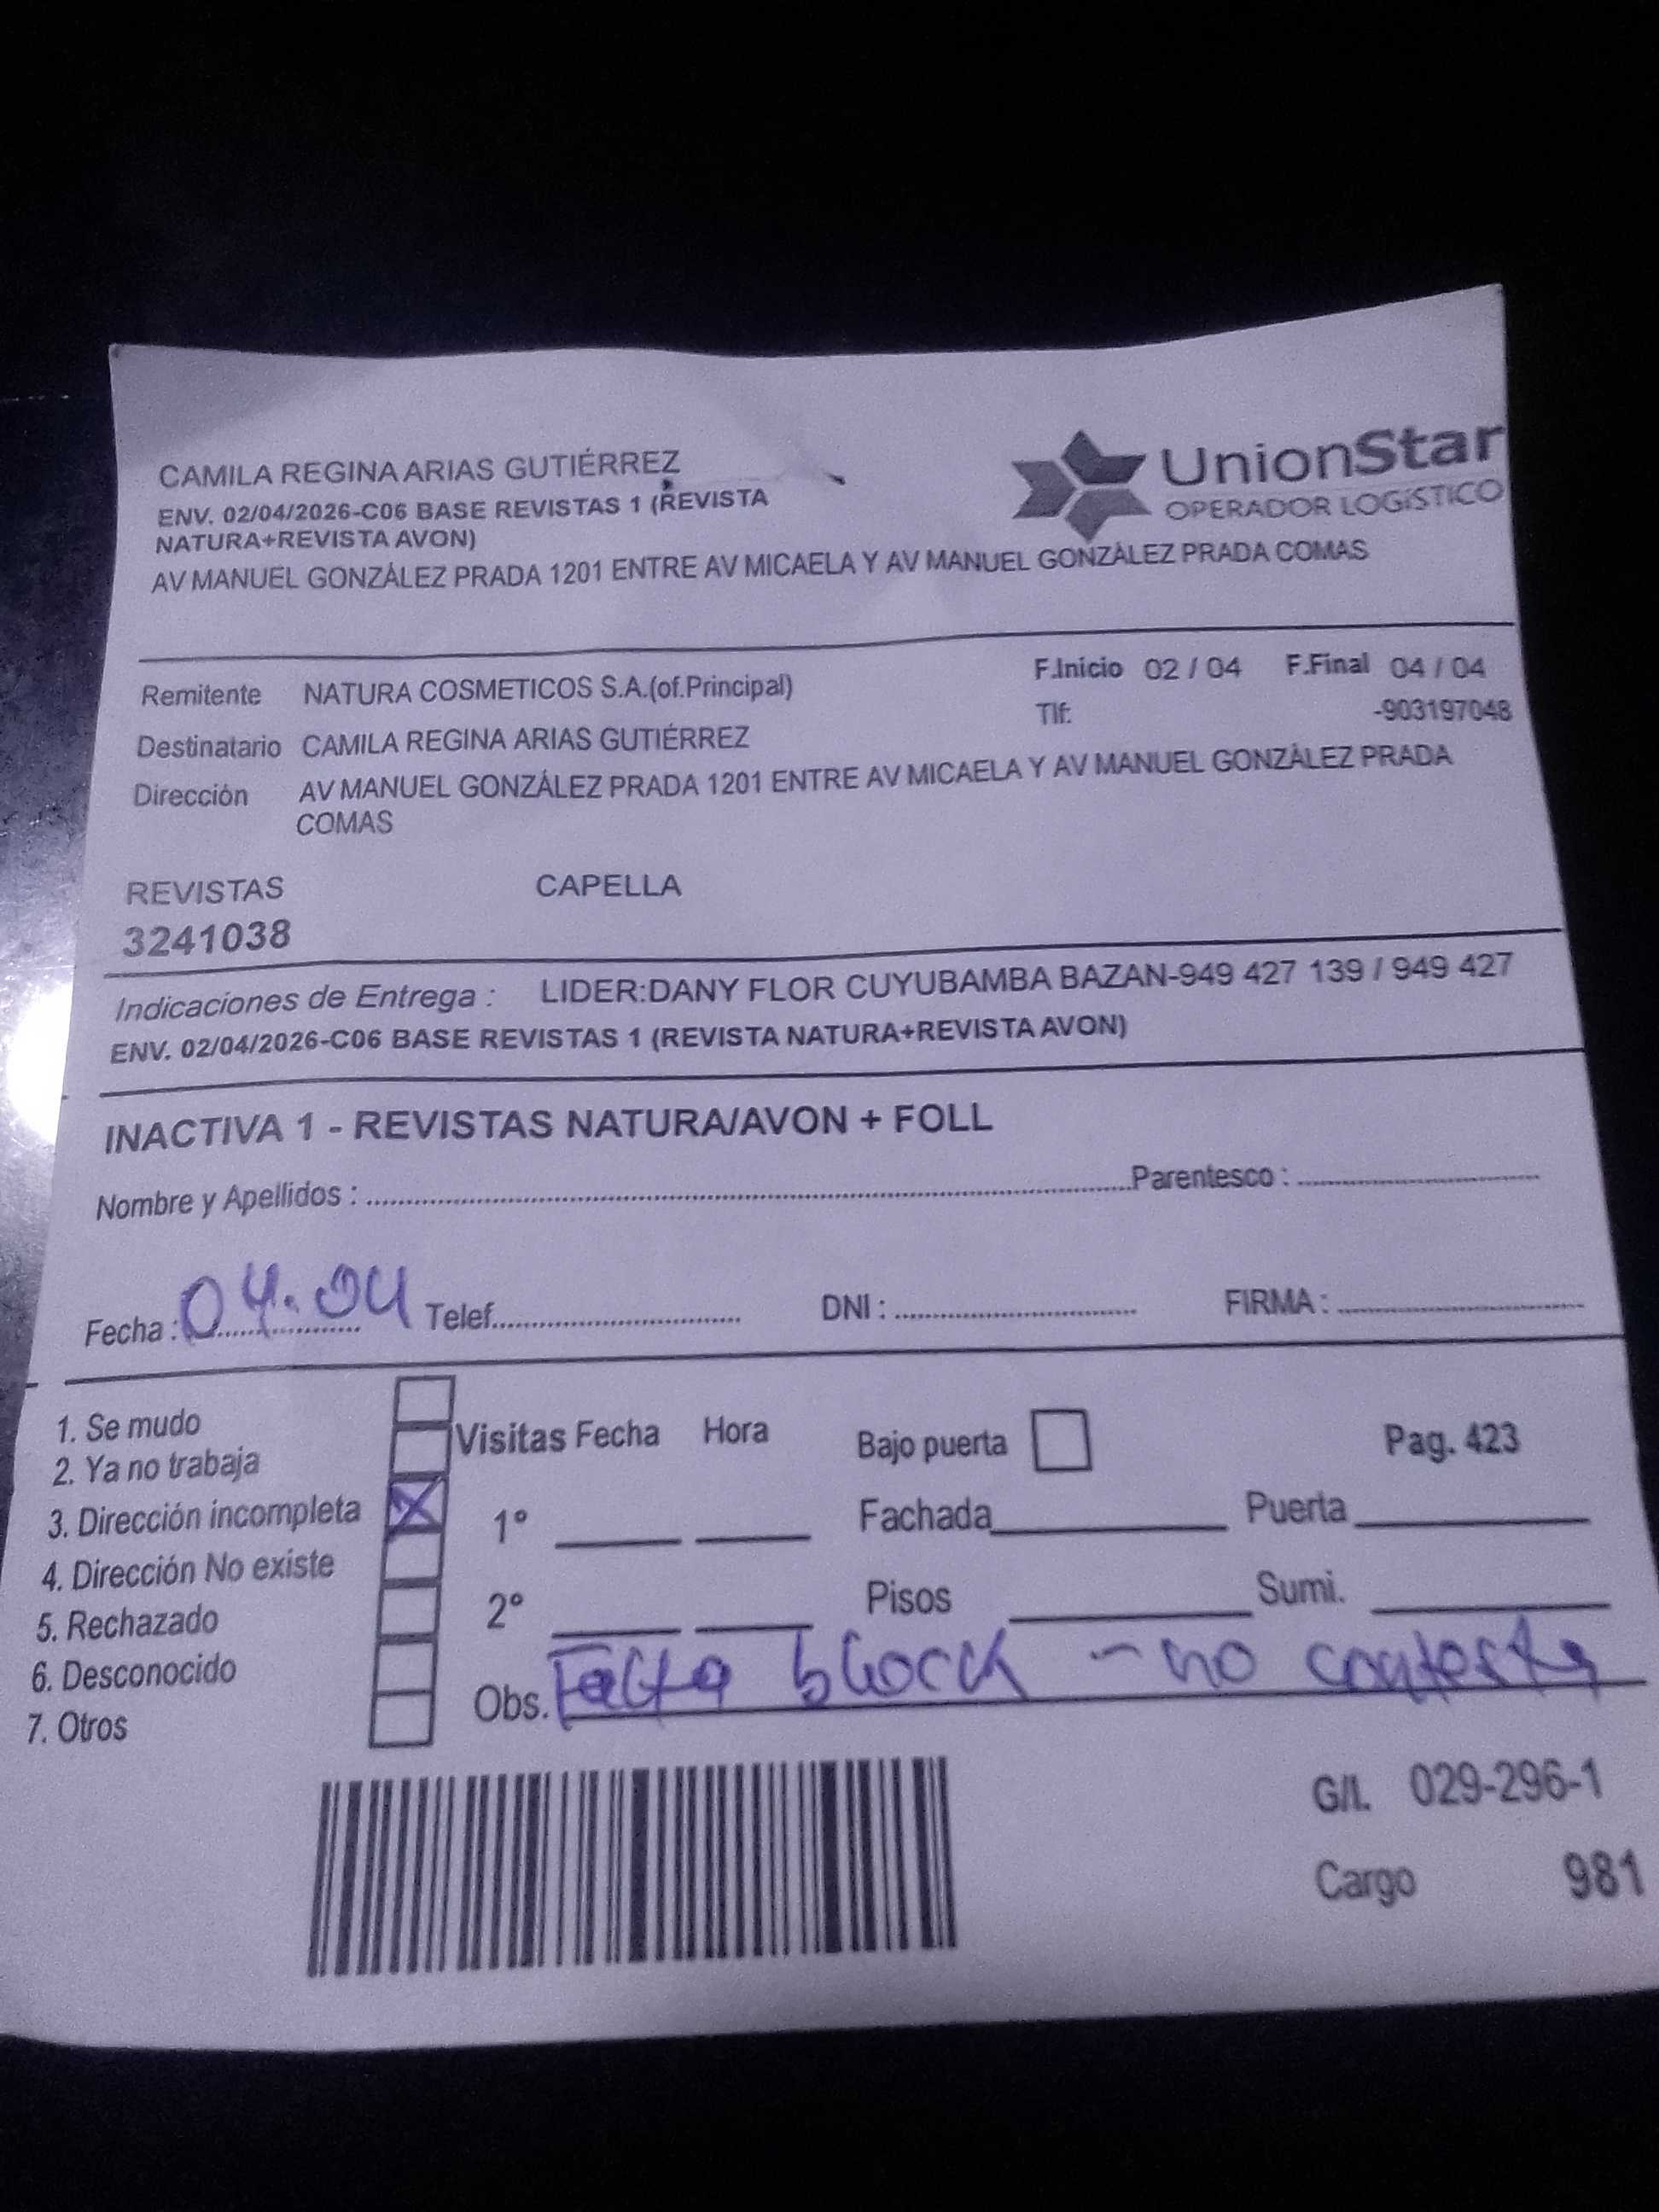 CAMILA REGINA ARIAS GUTIÉRREZ
ENV. 02/04/2026-C06 BASE REVISTAS 1 (REVISTA
NATURA+REVISTA AVON)
AV MANUEL GONZÁLEZ PRADA 1201 ENTRE AV MICAELA Y AV MANUEL GONZÁLEZ PRADA COMAS
UnionStar
OPERADOR LOGÍSTICO
Remitente NATURA COSMETICOS S.A.(of.Principal)
F.Inicio 02 / 04 F.Final 04 / 04
Tlf: -903197048
Destinatario CAMILA REGINA ARIAS GUTIÉRREZ
Dirección AV MANUEL GONZÁLEZ PRADA 1201 ENTRE AV MICAELA Y AV MANUEL GONZÁLEZ PRADA
COMAS
REVISTAS CAPELLA
3241038
Indicaciones de Entrega : LIDER:DANY FLOR CUYUBAMBA BAZAN-949 427 139 / 949 427
ENV. 02/04/2026-C06 BASE REVISTAS 1 (REVISTA NATURA+REVISTA AVON)
INACTIVA 1 - REVISTAS NATURA/AVON + FOLL
Nombre y Apellidos : Parentesco :
Fecha : 04.04 Telef. DNI : FIRMA :
1. Se mudo
2. Ya no trabaja
3. Dirección incompleta X
4. Dirección No existe
5. Rechazado
6. Desconocido
7. Otros
Visitas Fecha Hora
1°
2°
Bajo puerta Pag. 423
Fachada Puerta
Pisos Sumi.
Obs. Falta block - no contesta
G/I. 029-296-1
Cargo 981